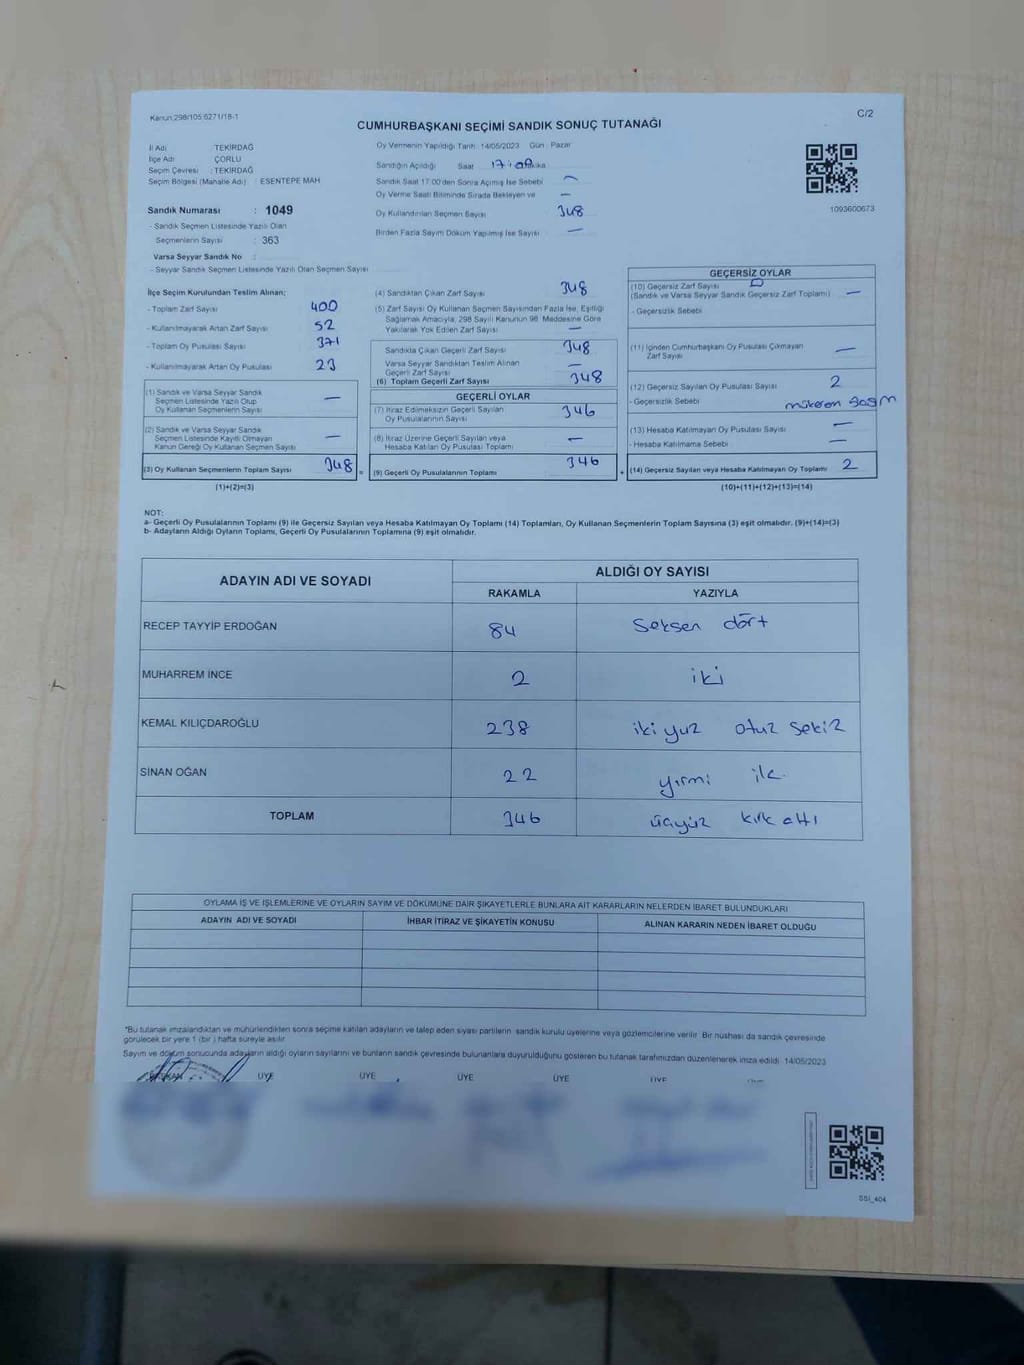 Kanun:298/105;6271/18-1
C/2
CUMHURBAŞKANI SEÇİMİ SANDIK SONUÇ TUTANAĞI
İl Adı : TEKİRDAĞ
İlçe Adı : ÇORLU
Seçim Çevresi : TEKİRDAĞ
Seçim Bölgesi (Mahalle Adı) : ESENTEPE MAH
Sandık Numarası : 1049
- Sandık Seçmen Listesinde Yazılı Olan
Seçmenlerin Sayısı : 363
Varsa Seyyar Sandık No :
- Seyyar Sandık Seçmen Listesinde Yazılı Olan Seçmen Sayısı
Oy Vermenin Yapıldığı Tarih : 14/05/2023 Gün : Pazar
Sandığın Açıldığı Saat 17:00
Sandık Saat 17:00'den Sonra Açılmış İse Sebebi —
Oy Verme Saati Bitiminde Sırada Bekleyen ve —
Oy Kullandırılan Seçmen Sayısı 348
Birden Fazla Sayım Döküm Yapılmış İse Sayısı —
1093600673
İlçe Seçim Kurulundan Teslim Alınan;
- Toplam Zarf Sayısı 400
- Kullanılmayarak Artan Zarf Sayısı 52
- Toplam Oy Pusulası Sayısı 371
- Kullanılmayarak Artan Oy Pusulası 23
(1) Sandık ve Varsa Seyyar Sandık
Seçmen Listesinde Yazılı Olup
Oy Kullanan Seçmenlerin Sayısı —
(2) Sandık ve Varsa Seyyar Sandık
Seçmen Listesinde Kayıtlı Olmayan
Kanun Gereği Oy Kullanan Seçmen Sayısı —
(3) Oy Kullanan Seçmenlerin Toplam Sayısı 348 =
(1)+(2)=(3)
(4) Sandıktan Çıkan Zarf Sayısı 348
(5) Zarf Sayısı Oy Kullanan Seçmen Sayısından Fazla İse, Eşitliği
Sağlamak Amacıyla, 298 Sayılı Kanunun 98. Maddesine Göre
Yakılarak Yok Edilen Zarf Sayısı —
Sandıkta Çıkan Geçerli Zarf Sayısı 348
Varsa Seyyar Sandıktan Teslim Alınan
Geçerli Zarf Sayısı —
(6) Toplam Geçerli Zarf Sayısı 348
GEÇERLİ OYLAR
(7) İtiraz Edilmeksizin Geçerli Sayılan
Oy Pusulalarının Sayısı 346
(8) İtiraz Üzerine Geçerli Sayılan veya
Hesaba Katılan Oy Pusulaları Toplamı —
(9) Geçerli Oy Pusulalarının Toplamı 346 +
GEÇERSİZ OYLAR
(10) Geçersiz Zarf Sayısı
(Sandık ve Varsa Seyyar Sandık Geçersiz Zarf Toplamı) —
- Geçersizlik Sebebi
(11) İçinden Cumhurbaşkanı Oy Pusulası Çıkmayan
Zarf Sayısı —
(12) Geçersiz Sayılan Oy Pusulası Sayısı 2
- Geçersizlik Sebebi
(13) Hesaba Katılmayan Oy Pusulası Sayısı —
- Hesaba Katılmama Sebebi —
(14) Geçersiz Sayılan veya Hesaba Katılmayan Oy Toplamı 2
(10)+(11)+(12)+(13)=(14)
NOT:
a- Geçerli Oy Pusulalarının Toplamı (9) ile Geçersiz Sayılan veya Hesaba Katılmayan Oy Toplamı (14) Toplamları, Oy Kullanan Seçmenlerin Toplam Sayısına (3) eşit olmalıdır. (9)+(14)=(3)
b- Adayların Aldığı Oyların Toplamı, Geçerli Oy Pusulalarının Toplamına (9) eşit olmalıdır.
ADAYIN ADI VE SOYADI
ALDIĞI OY SAYISI
RAKAMLA YAZIYLA
RECEP TAYYİP ERDOĞAN 84 Seksen dört
MUHARREM İNCE 2 iki
KEMAL KILIÇDAROĞLU 238 iki yüz otuz sekiz
SİNAN OĞAN 22 yirmi iki
TOPLAM 346 üçyüz kırk altı
OYLAMA İŞ VE İŞLEMLERİNE VE OYLARIN SAYIM VE DÖKÜMÜNE DAİR ŞİKAYETLERLE BUNLARA AİT KARARLARIN NELERDEN İBARET BULUNDUKLARI
ADAYIN ADI VE SOYADI İHBAR İTİRAZ VE ŞİKAYETİN KONUSU ALINAN KARARIN NEDEN İBARET OLDUĞU
*Bu tutanak imzalandıktan ve mühürlendikten sonra seçime katılan adayların ve talep eden siyasi partilerin sandık kurulu üyelerine veya gözlemcilerine verilir. Bir nüshası da sandık çevresinde
görülecek bir yere 1 (bir) hafta süreyle asılır.
Sayım ve döküm sonucunda adayların aldığı oyların sayılarını ve bunların sandık çevresinde bulunanlara duyurulduğunu gösteren bu tutanak tarafımızdan düzenlenerek imza edildi. 14/05/2023
BAŞKAN ÜYE ÜYE ÜYE ÜYE ÜYE
SSİ_404